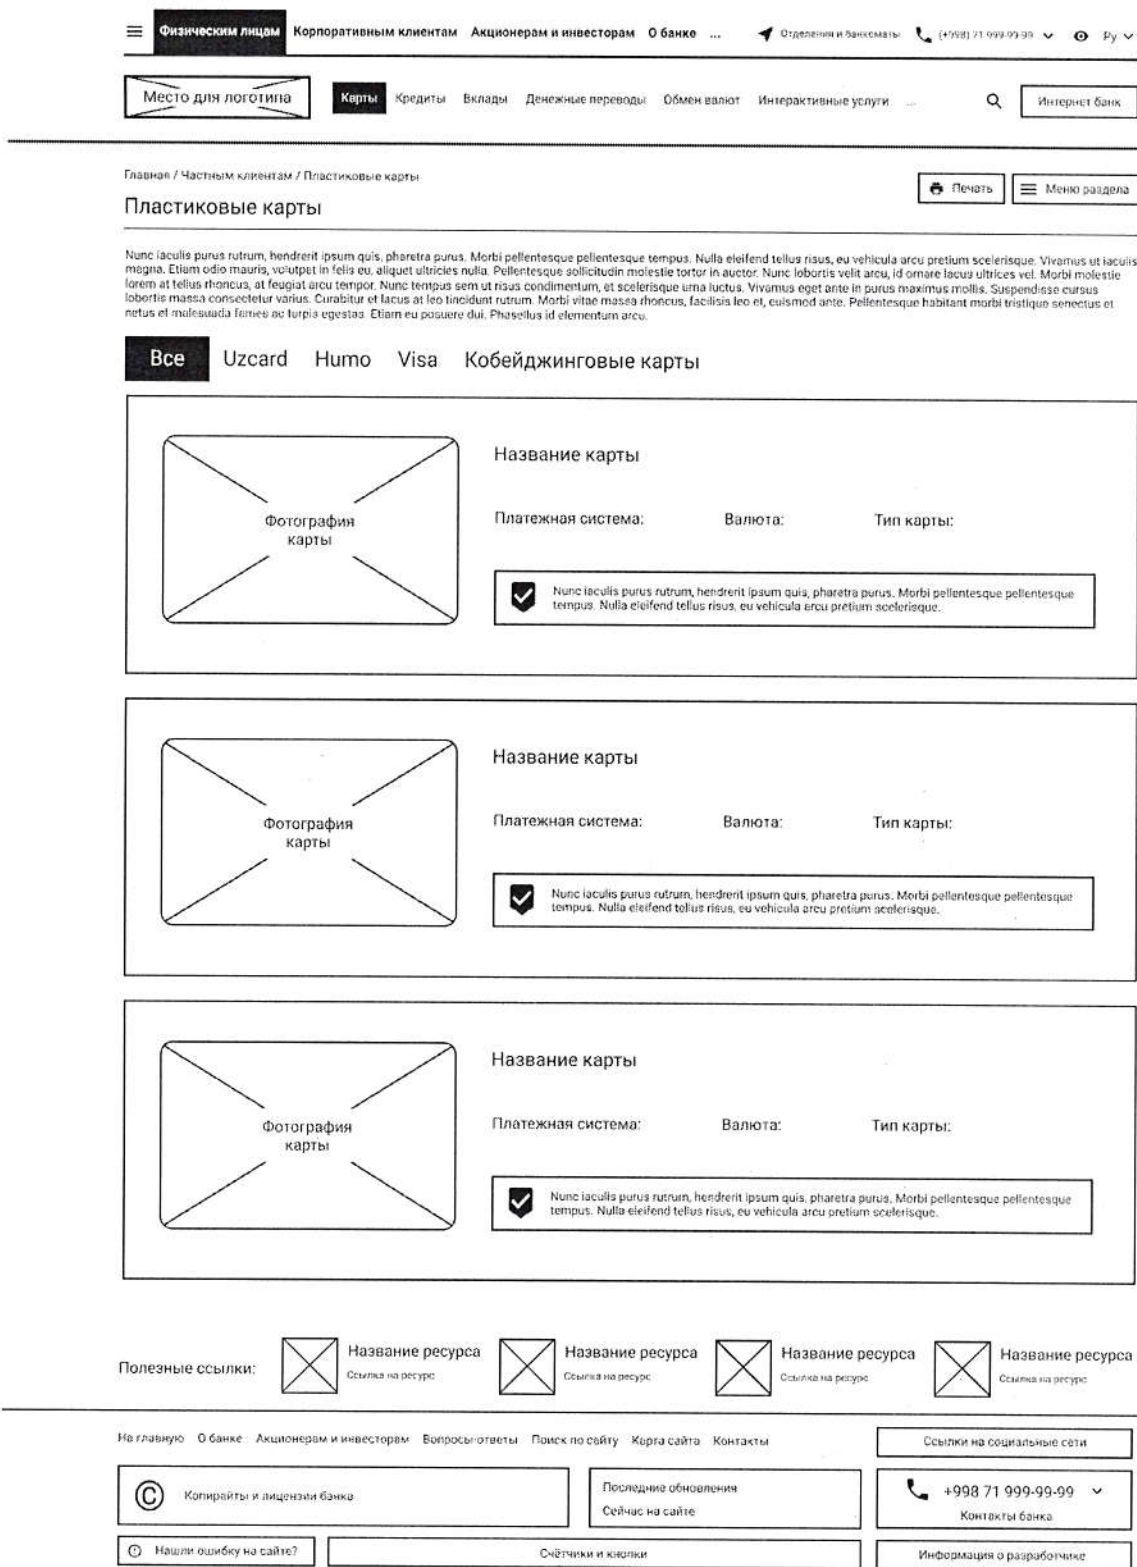 Физическим лицам Корпоративным клиентам Акционерам и инвесторам О банке ... Отделения и банкоматы (+998) 71 999-99-99 Ру
Место для логотипа Карты Кредиты Вклады Денежные переводы Обмен валют Интерактивные услуги ... Интернет банк
Главная / Частным клиентам / Пластиковые карты
Печать Меню раздела
Пластиковые карты
Nunc iaculis purus rutrum, hendrerit ipsum quis, pharetra purus. Morbi pellentesque pellentesque tempus. Nulla eleifend tellus risus, eu vehicula arcu pretium scelerisque. Vivamus ut iaculis
magna. Etiam odio mauris, volutpat in felis eu, aliquet ultricies nulla. Pellentesque sollicitudin molestie tortor in auctor. Nunc lobortis velit arcu, id ornare lacus ultrices vel. Morbi molestie
lorem at tellus rhoncus, at feugiat arcu tempor. Nunc tempus sem ut risus condimentum, et scelerisque urna luctus. Vivamus eget ante in purus maximus mollis. Suspendisse cursus
lobortis massa consectetur varius. Curabitur et lacus at leo tincidunt rutrum. Morbi vitae massa rhoncus, facilisis leo et, euismod ante. Pellentesque habitant morbi tristique senectus et
netus et malesuada fames ac turpis egestas. Etiam eu posuere dui. Phasellus id elementum arcu.
Все Uzcard Humo Visa Кобейджинговые карты
Название карты
Фотография
карты
Платежная система: Валюта: Тип карты:
Nunc iaculis purus rutrum, hendrerit ipsum quis, pharetra purus. Morbi pellentesque pellentesque
tempus. Nulla eleifend tellus risus, eu vehicula arcu pretium scelerisque.
Название карты
Фотография
карты
Платежная система: Валюта: Тип карты:
Nunc iaculis purus rutrum, hendrerit ipsum quis, pharetra purus. Morbi pellentesque pellentesque
tempus. Nulla eleifend tellus risus, eu vehicula arcu pretium scelerisque.
Название карты
Фотография
карты
Платежная система: Валюта: Тип карты:
Nunc iaculis purus rutrum, hendrerit ipsum quis, pharetra purus. Morbi pellentesque pellentesque
tempus. Nulla eleifend tellus risus, eu vehicula arcu pretium scelerisque.
Полезные ссылки:
Название ресурса
Ссылка на ресурс
Название ресурса
Ссылка на ресурс
Название ресурса
Ссылка на ресурс
Название ресурса
Ссылка на ресурс
На главную О банке Акционерам и инвесторам Вопросы-ответы Поиск по сайту Карта сайта Контакты
Ссылки на социальные сети
© Копирайты и лицензии банка
Последние обновления
Сейчас на сайте
+998 71 999-99-99
Контакты банка
Нашли ошибку на сайте?
Счётчики и кнопки
Информация о разработчике